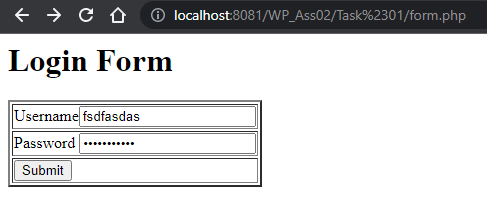 localhost:8081/WP_Ass02/Task%2301/form.php
Login Form
Username fsdfasdas
Password •••••••••••
Submit